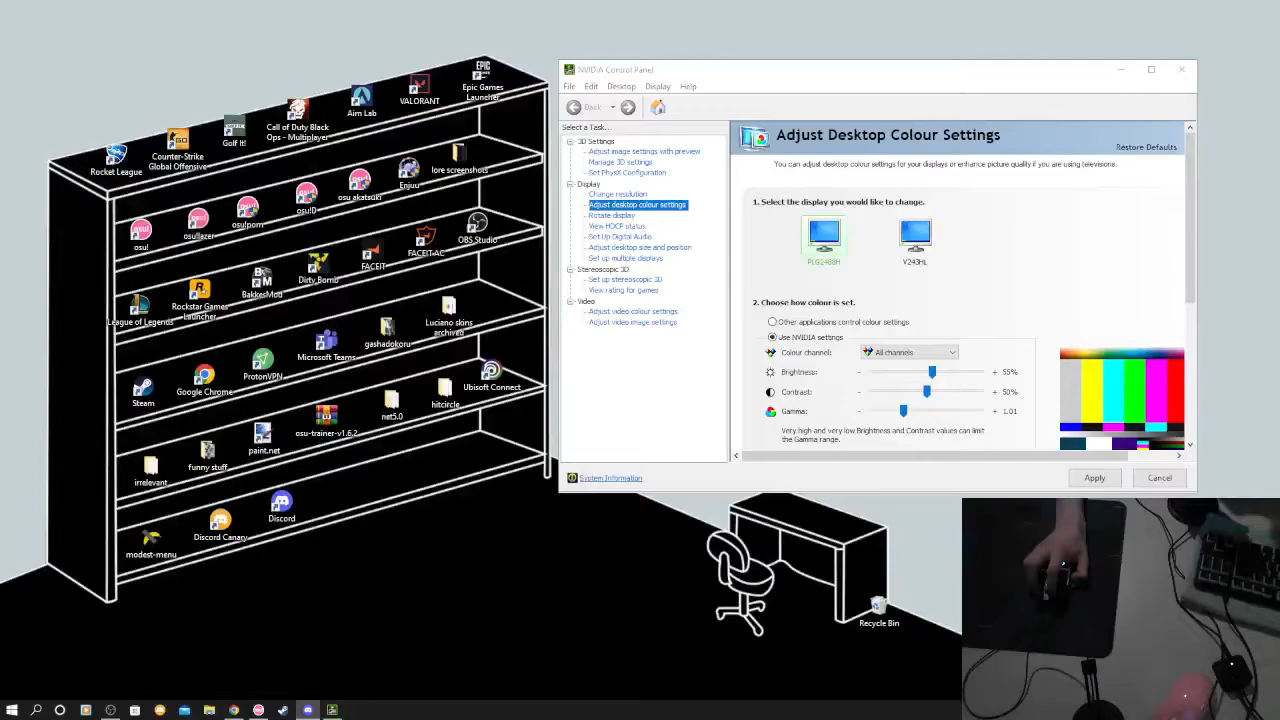 Epic Games
Launcher
VALORANT
Aim Lab
Call of Duty Black
Ops - Multiplayer
Golf It!
Counter-Strike
Global Offensive
Rocket League
lore screenshots
Enjuu
osu akatsuki
osu!D
osu!porn
osu!lazer
osu!
OBS Studio
FACEIT AC
FACEIT
Dirty Bomb
BakkesMod
Rockstar Games
Launcher
League of Legends
Luciano skins
archived
gashadokoru
Microsoft Teams
ProtonVPN
Google Chrome
Steam
Ubisoft Connect
hitcircle
net5.0
osu-trainer-v1.6.2
paint.net
funny stuff
irrelevant
Discord
Discord Canary
modest-menu
Recycle Bin
NVIDIA Control Panel
File Edit Desktop Display Help
Back
Select a Task...
3D Settings
Adjust image settings with preview
Manage 3D settings
Set PhysX Configuration
Display
Change resolution
Adjust desktop colour settings
Rotate display
View HDCP status
Set Up Digital Audio
Adjust desktop size and position
Set up multiple displays
Stereoscopic 3D
Set up stereoscopic 3D
View rating for games
Video
Adjust video colour settings
Adjust video image settings
System Information
Adjust Desktop Colour Settings
Restore Defaults
You can adjust desktop colour settings for your displays or enhance picture quality if you are using televisions.
1. Select the display you would like to change.
PLG2488H
V243HL
2. Choose how colour is set.
Other applications control colour settings
Use NVIDIA settings
Colour channel: All channels
Brightness: - + 55%
Contrast: - + 50%
Gamma: - + 1.01
Very high and very low Brightness and Contrast values can limit
the Gamma range.
Apply
Cancel